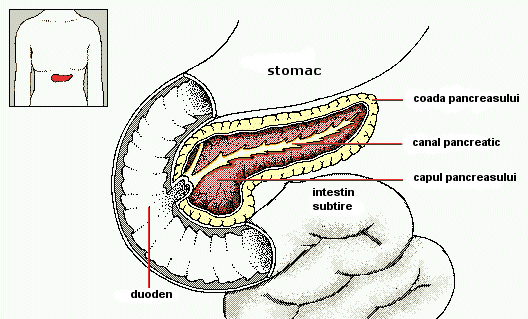 stomac
coada pancreasului
canal pancreatic
capul pancreasului
intestin
subtire
duoden